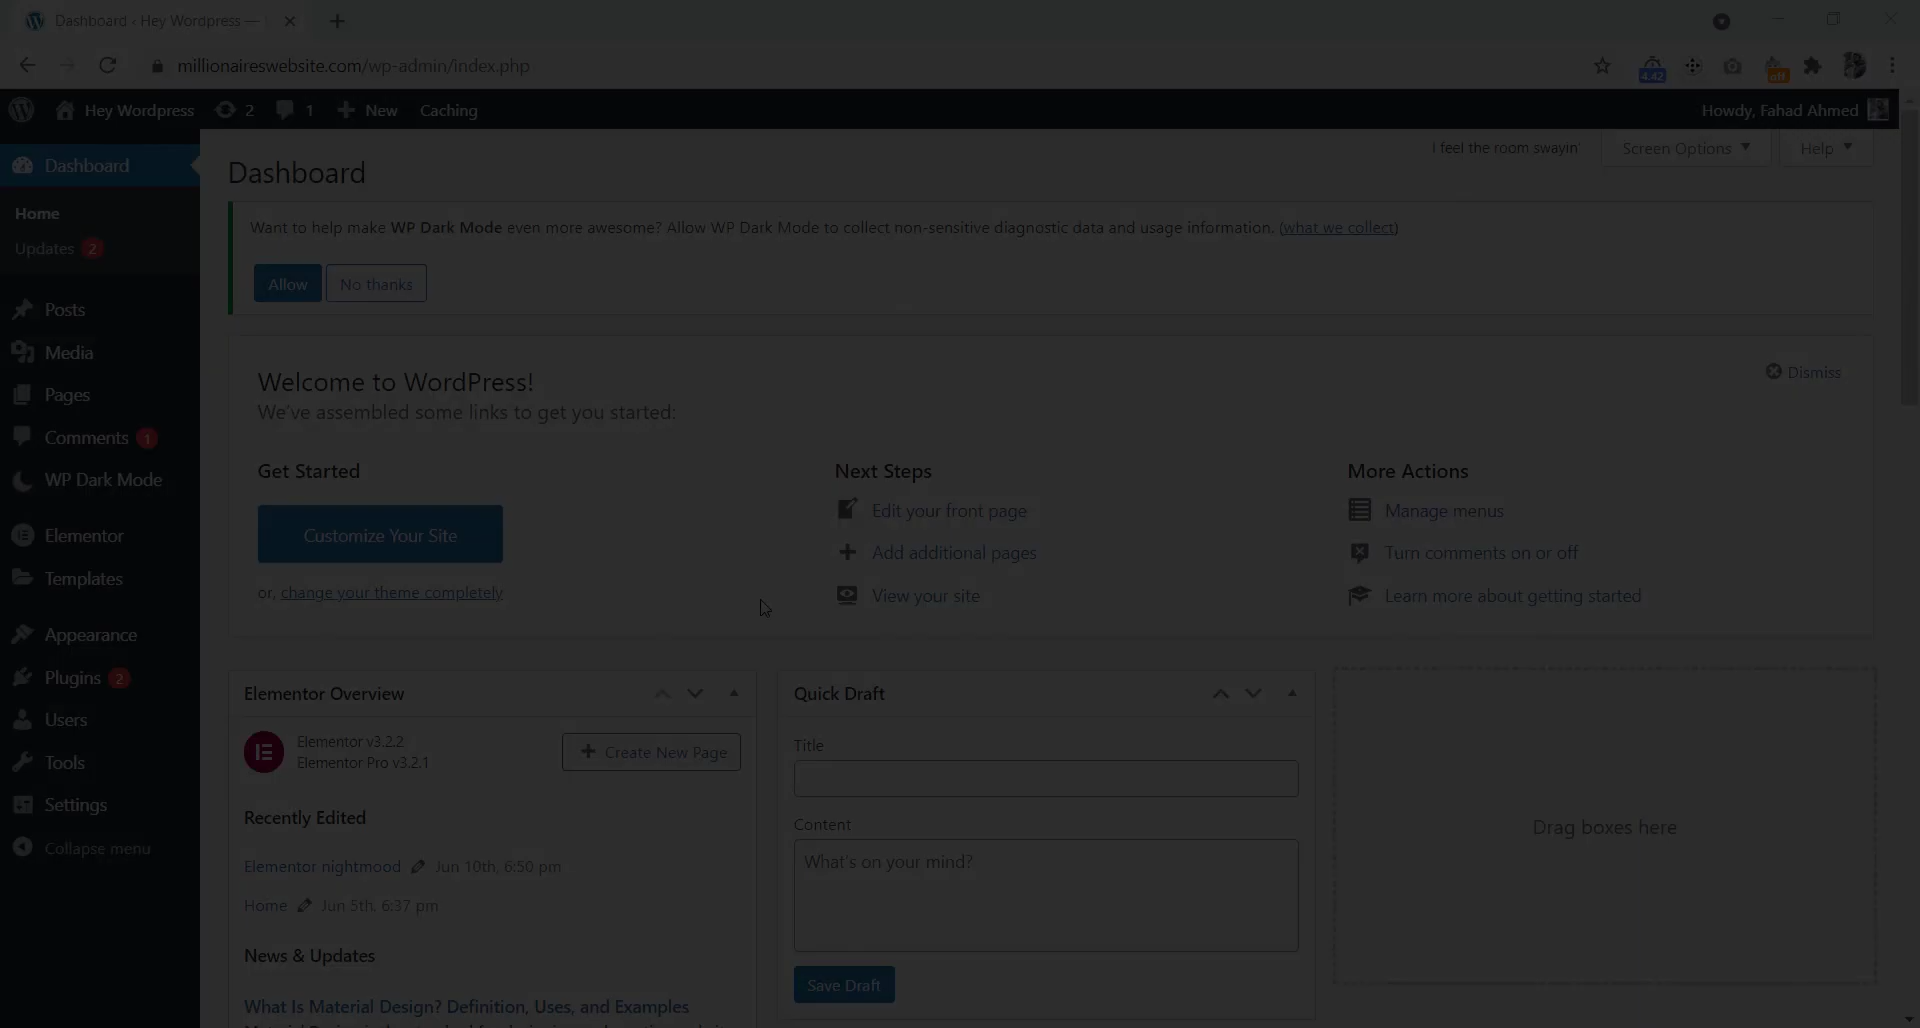 Dashboard ‹ Hey Wordpress —
millionaireswebsite.com/wp-admin/index.php
4.42
off
Hey Wordpress 2 1 New Caching
Howdy, Fahad Ahmed
Dashboard
Home
Updates 2
Posts
Media
Pages
Comments 1
WP Dark Mode
Elementor
Templates
Appearance
Plugins 2
Users
Tools
Settings
Collapse menu
I feel the room swayin'
Screen Options
Help
Dashboard
Want to help make WP Dark Mode even more awesome? Allow WP Dark Mode to collect non-sensitive diagnostic data and usage information. (what we collect)
Allow
No thanks
Welcome to WordPress!
We've assembled some links to get you started:
Dismiss
Get Started
Customize Your Site
or, change your theme completely
Next Steps
Edit your front page
Add additional pages
View your site
More Actions
Manage menus
Turn comments on or off
Learn more about getting started
Elementor Overview
Elementor v3.2.2
Elementor Pro v3.2.1
Create New Page
Recently Edited
Elementor nightmood Jun 10th, 6:50 pm
Home Jun 5th, 6:37 pm
News & Updates
What Is Material Design? Definition, Uses, and Examples
Quick Draft
Title
Content
What's on your mind?
Save Draft
Drag boxes here